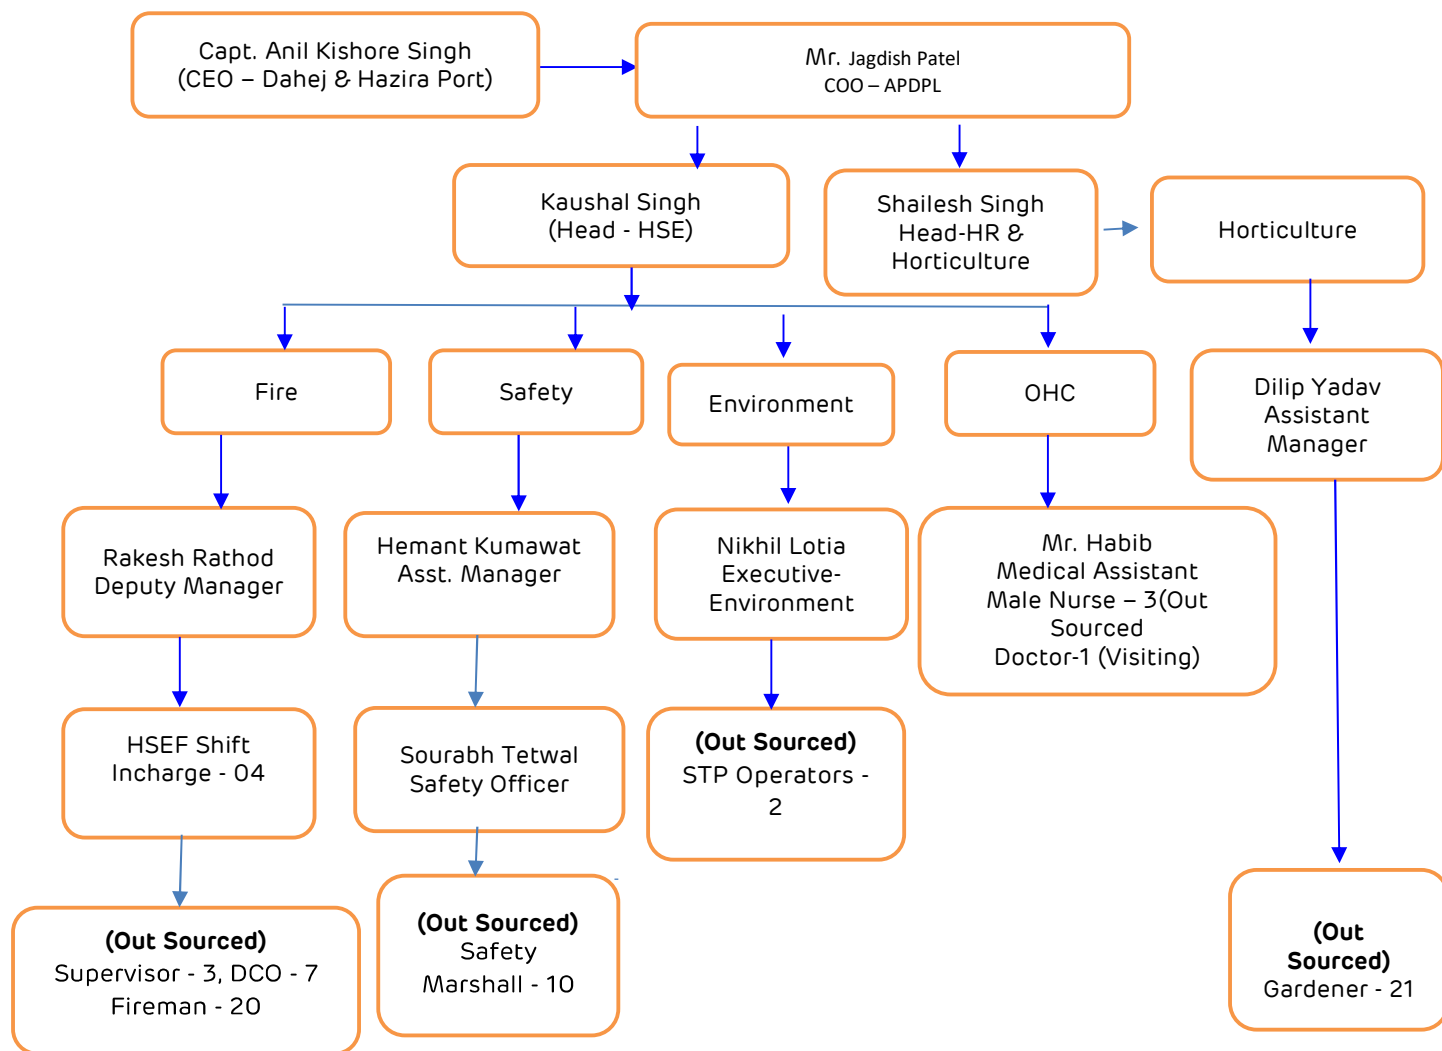 Capt. Anil Kishore Singh
(CEO – Dahej & Hazira Port)
Mr. Jagdish Patel
COO – APDPL
Kaushal Singh
(Head - HSE)
Shailesh Singh
Head-HR &
Horticulture
Horticulture
Fire
Safety
Environment
OHC
Dilip Yadav
Assistant
Manager
Rakesh Rathod
Deputy Manager
Hemant Kumawat
Asst. Manager
Nikhil Lotia
Executive-
Environment
Mr. Habib
Medical Assistant
Male Nurse – 3(Out
Sourced
Doctor-1 (Visiting)
HSEF Shift
Incharge - 04
Sourabh Tetwal
Safety Officer
(Out Sourced)
STP Operators -
2
(Out Sourced)
Supervisor - 3, DCO - 7
Fireman - 20
(Out Sourced)
Safety
Marshall - 10
(Out
Sourced)
Gardener - 21